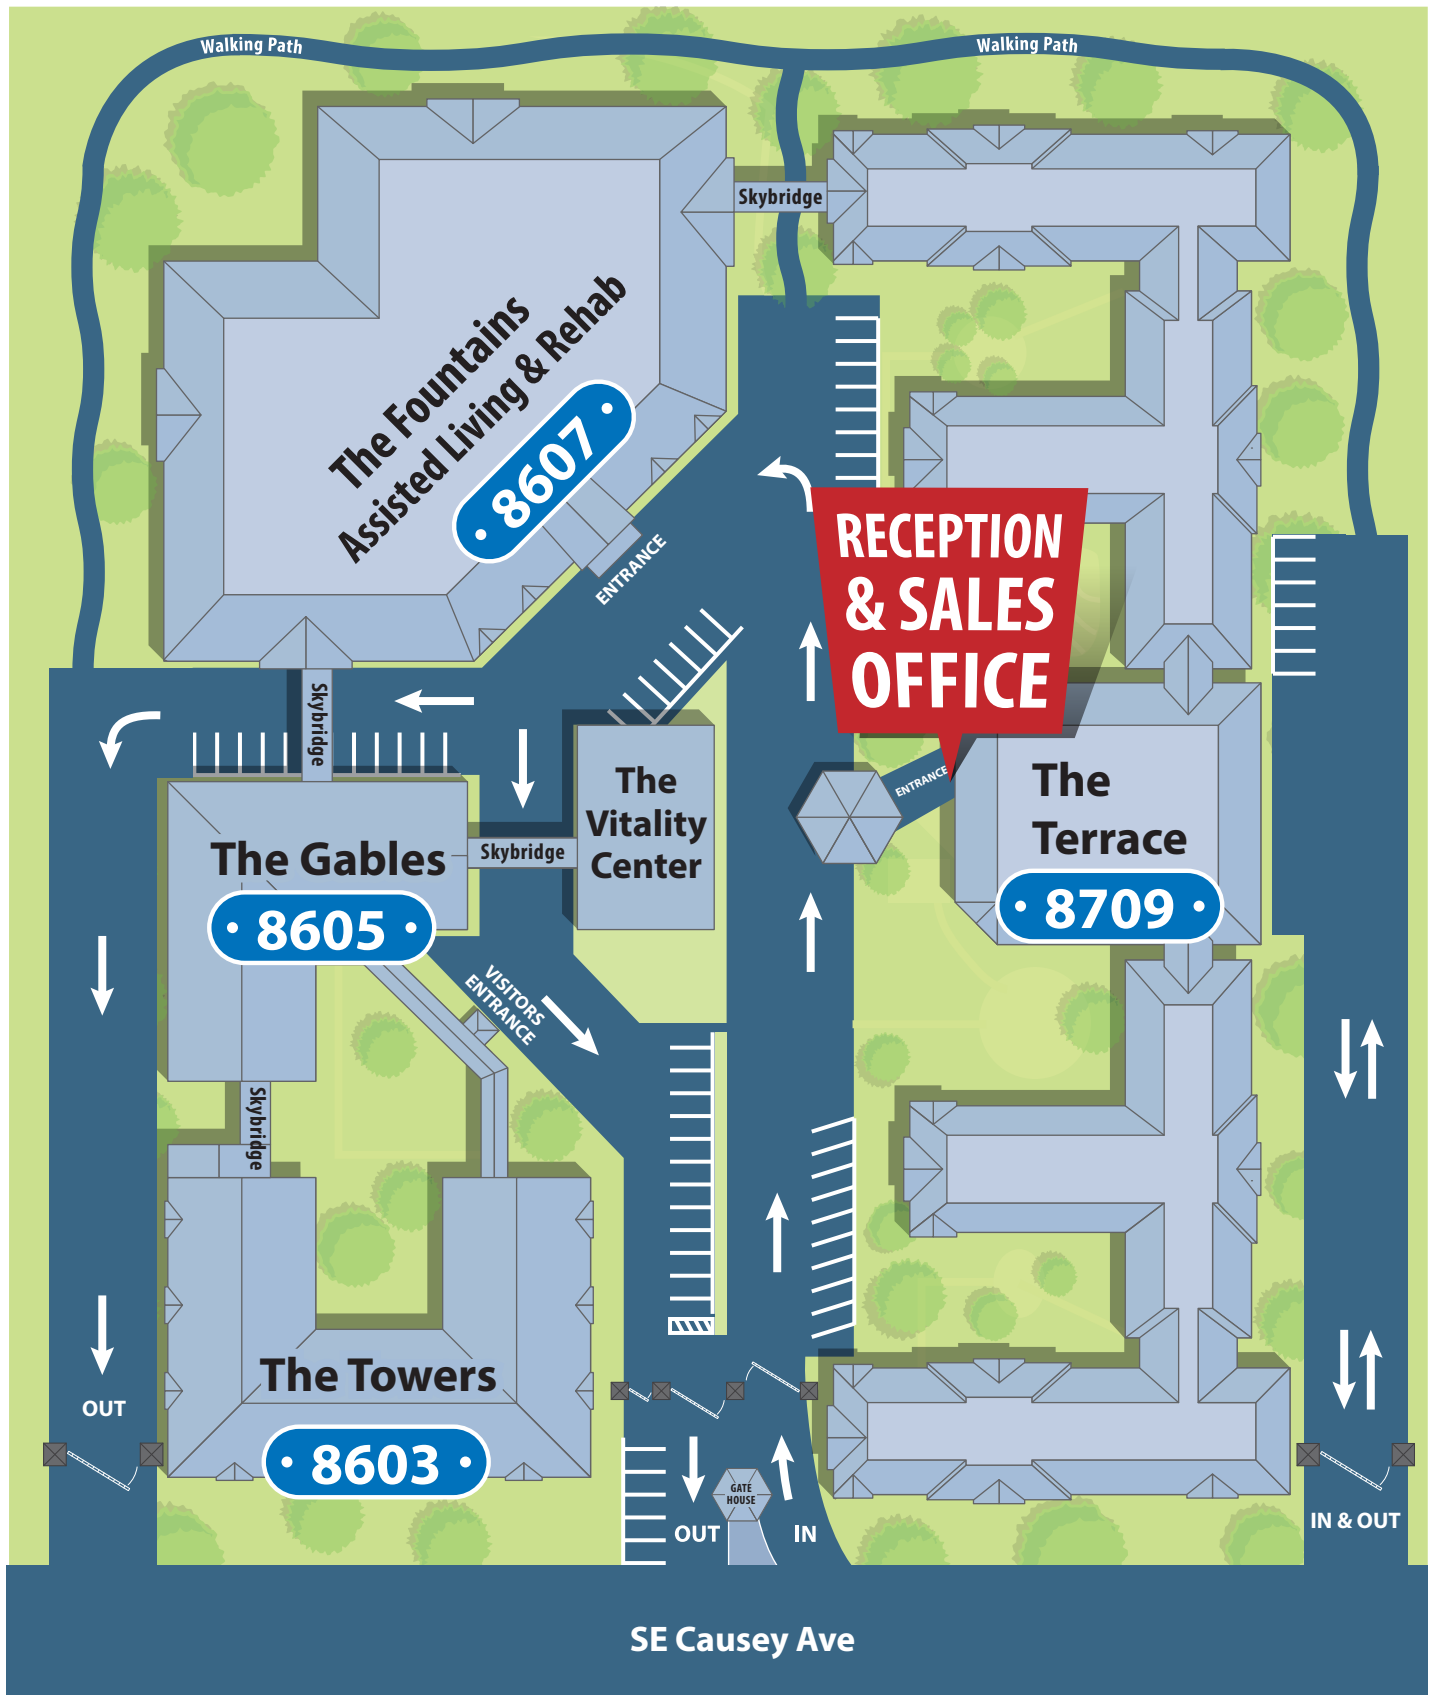 Walking Path
Walking Path
Skybridge
The Fountains
Assisted Living & Rehab
• 8607 •
ENTRANCE
RECEPTION
& SALES
OFFICE
Skybridge
ENTRANCE
The
Vitality
Center
The
Terrace
• 8709 •
The Gables
Skybridge
• 8605 •
VISITORS
ENTRANCE
Skybridge
The Towers
• 8603 •
OUT
GATE
HOUSE
OUT
IN
IN & OUT
SE Causey Ave